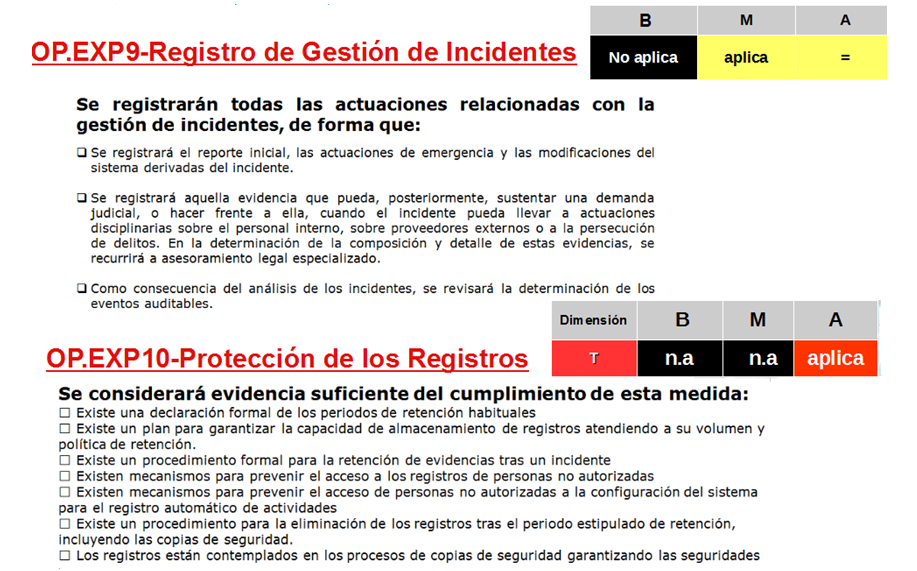 B M A
OP.EXP9-Registro de Gestión de Incidentes
No aplica aplica =
Se registrarán todas las actuaciones relacionadas con la
gestión de incidentes, de forma que:
❑ Se registrará el reporte inicial, las actuaciones de emergencia y las modificaciones del
sistema derivadas del incidente.
❑ Se registrará aquella evidencia que pueda, posteriormente, sustentar una demanda
judicial, o hacer frente a ella, cuando el incidente pueda llevar a actuaciones
disciplinarias sobre el personal interno, sobre proveedores externos o a la persecución
de delitos. En la determinación de la composición y detalle de estas evidencias, se
recurrirá a asesoramiento legal especializado.
❑ Como consecuencia del análisis de los incidentes, se revisará la determinación de los
eventos auditables.
Dimensión B M A
OP.EXP10-Protección de los Registros
T n.a n.a aplica
Se considerará evidencia suficiente del cumplimiento de esta medida:
☐ Existe una declaración formal de los periodos de retención habituales
☐ Existe un plan para garantizar la capacidad de almacenamiento de registros atendiendo a su volumen y
política de retención.
☐ Existe un procedimiento formal para la retención de evidencias tras un incidente
☐ Existen mecanismos para prevenir el acceso a los registros de personas no autorizadas
☐ Existen mecanismos para prevenir el acceso de personas no autorizadas a la configuración del sistema
para el registro automático de actividades
☐ Existe un procedimiento para la eliminación de los registros tras el periodo estipulado de retención,
incluyendo las copias de seguridad.
☐ Los registros están contemplados en los procesos de copias de seguridad garantizando las seguridades